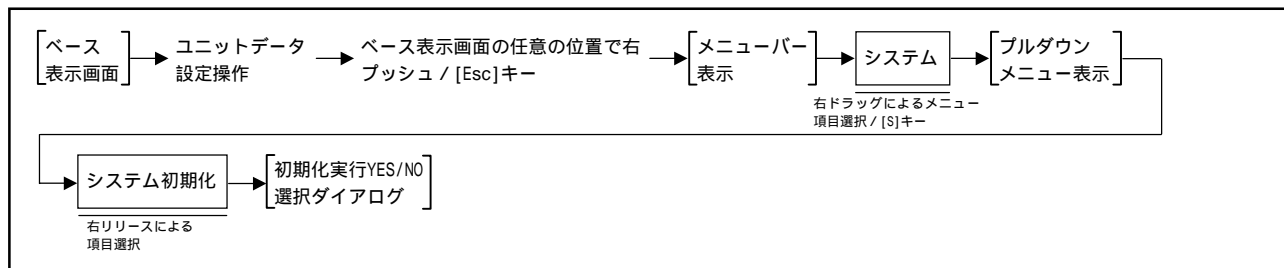 ベース
表示画面
ユニットデータ
設定操作
ベース表示画面の任意の位置で右
プッシュ / [Esc]キー
メニューバー
表示
システム
右ドラッグによるメニュー
項目選択 / [S]キー
プルダウン
メニュー表示
システム初期化
右リリースによる
項目選択
初期化実行YES/NO
選択ダイアログ